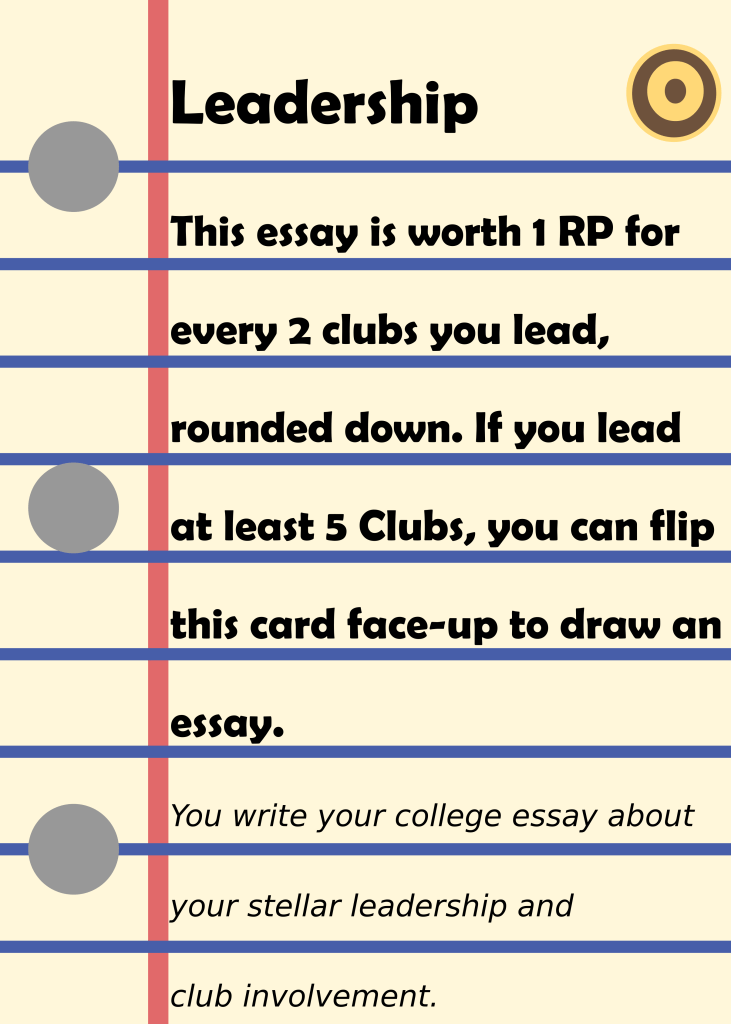 Leadership
This essay is worth 1 RP for
every 2 clubs you lead,
rounded down. If you lead
at least 5 Clubs, you can flip
this card face-up to draw an
essay.
You write your college essay about
your stellar leadership and
club involvement.